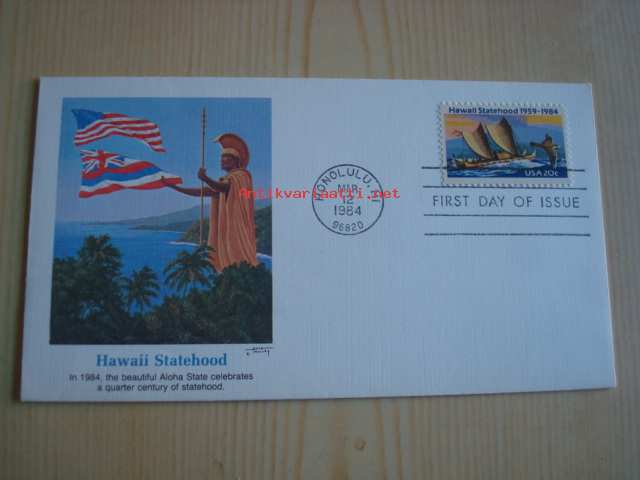 Hawaii Statehood 1959-1984
USA 20c
HONOLULU,
MAR
12
1984
96820
FIRST DAY OF ISSUE
Antikvariaatti.net
Hawaii Statehood
In 1984, the beautiful Aloha State celebrates
a quarter century of statehood.